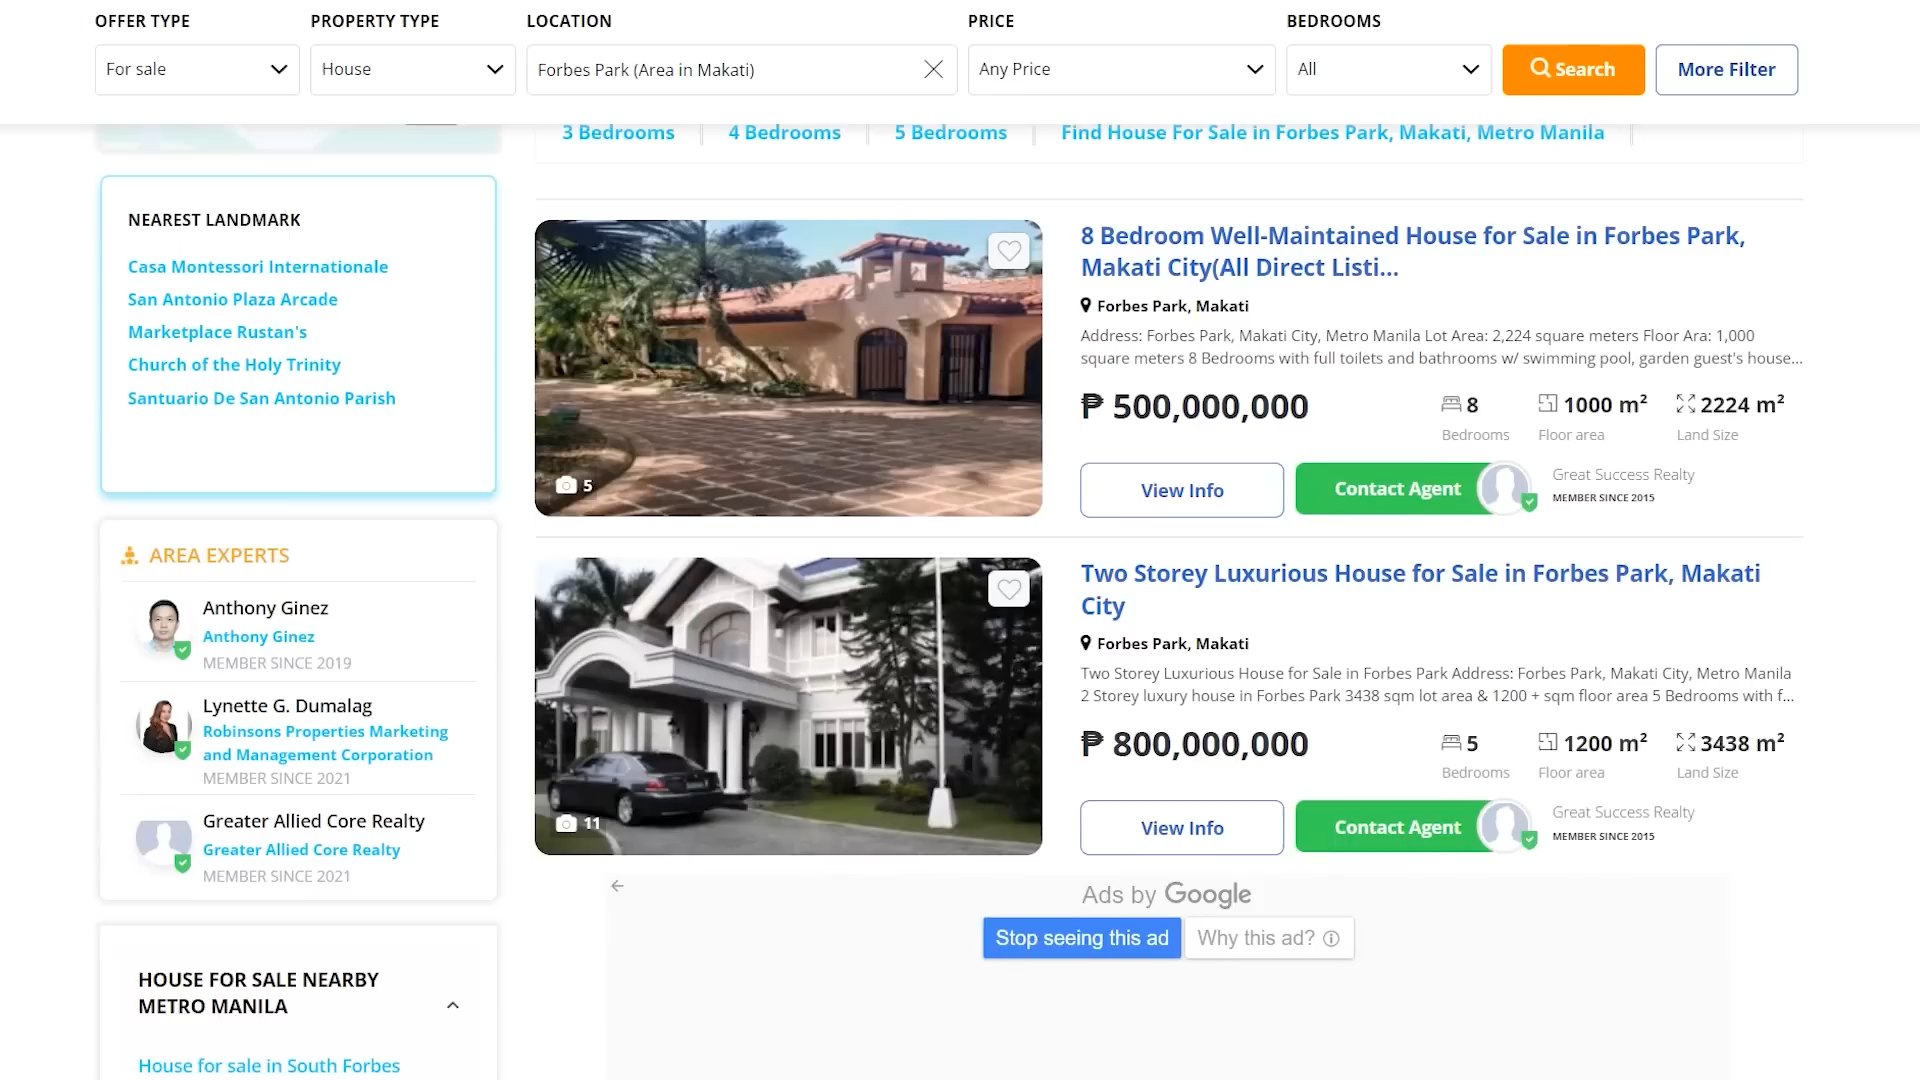 OFFER TYPE
PROPERTY TYPE
LOCATION
PRICE
BEDROOMS
For sale
House
Forbes Park (Area in Makati)
Any Price
All
Search
More Filter
3 Bedrooms
4 Bedrooms
5 Bedrooms
Find House For Sale in Forbes Park, Makati, Metro Manila
NEAREST LANDMARK
Casa Montessori Internationale
San Antonio Plaza Arcade
Marketplace Rustan's
Church of the Holy Trinity
Santuario De San Antonio Parish
AREA EXPERTS
Anthony Ginez
Anthony Ginez
MEMBER SINCE 2019
Lynette G. Dumalag
Robinsons Properties Marketing
and Management Corporation
MEMBER SINCE 2021
Greater Allied Core Realty
Greater Allied Core Realty
MEMBER SINCE 2021
HOUSE FOR SALE NEARBY
METRO MANILA
House for sale in South Forbes
5
8 Bedroom Well-Maintained House for Sale in Forbes Park,
Makati City(All Direct Listi...
Forbes Park, Makati
Address: Forbes Park, Makati City, Metro Manila Lot Area: 2,224 square meters Floor Ara: 1,000
square meters 8 Bedrooms with full toilets and bathrooms w/ swimming pool, garden guest's house...
₱ 500,000,000
8
1000 m²
2224 m²
Bedrooms
Floor area
Land Size
View Info
Contact Agent
Great Success Realty
MEMBER SINCE 2015
11
Two Storey Luxurious House for Sale in Forbes Park, Makati
City
Forbes Park, Makati
Two Storey Luxurious House for Sale in Forbes Park Address: Forbes Park, Makati City, Metro Manila
2 Storey luxury house in Forbes Park 3438 sqm lot area & 1200 + sqm floor area 5 Bedrooms with f...
₱ 800,000,000
5
1200 m²
3438 m²
Bedrooms
Floor area
Land Size
View Info
Contact Agent
Great Success Realty
MEMBER SINCE 2015
Ads by Google
Stop seeing this ad
Why this ad?